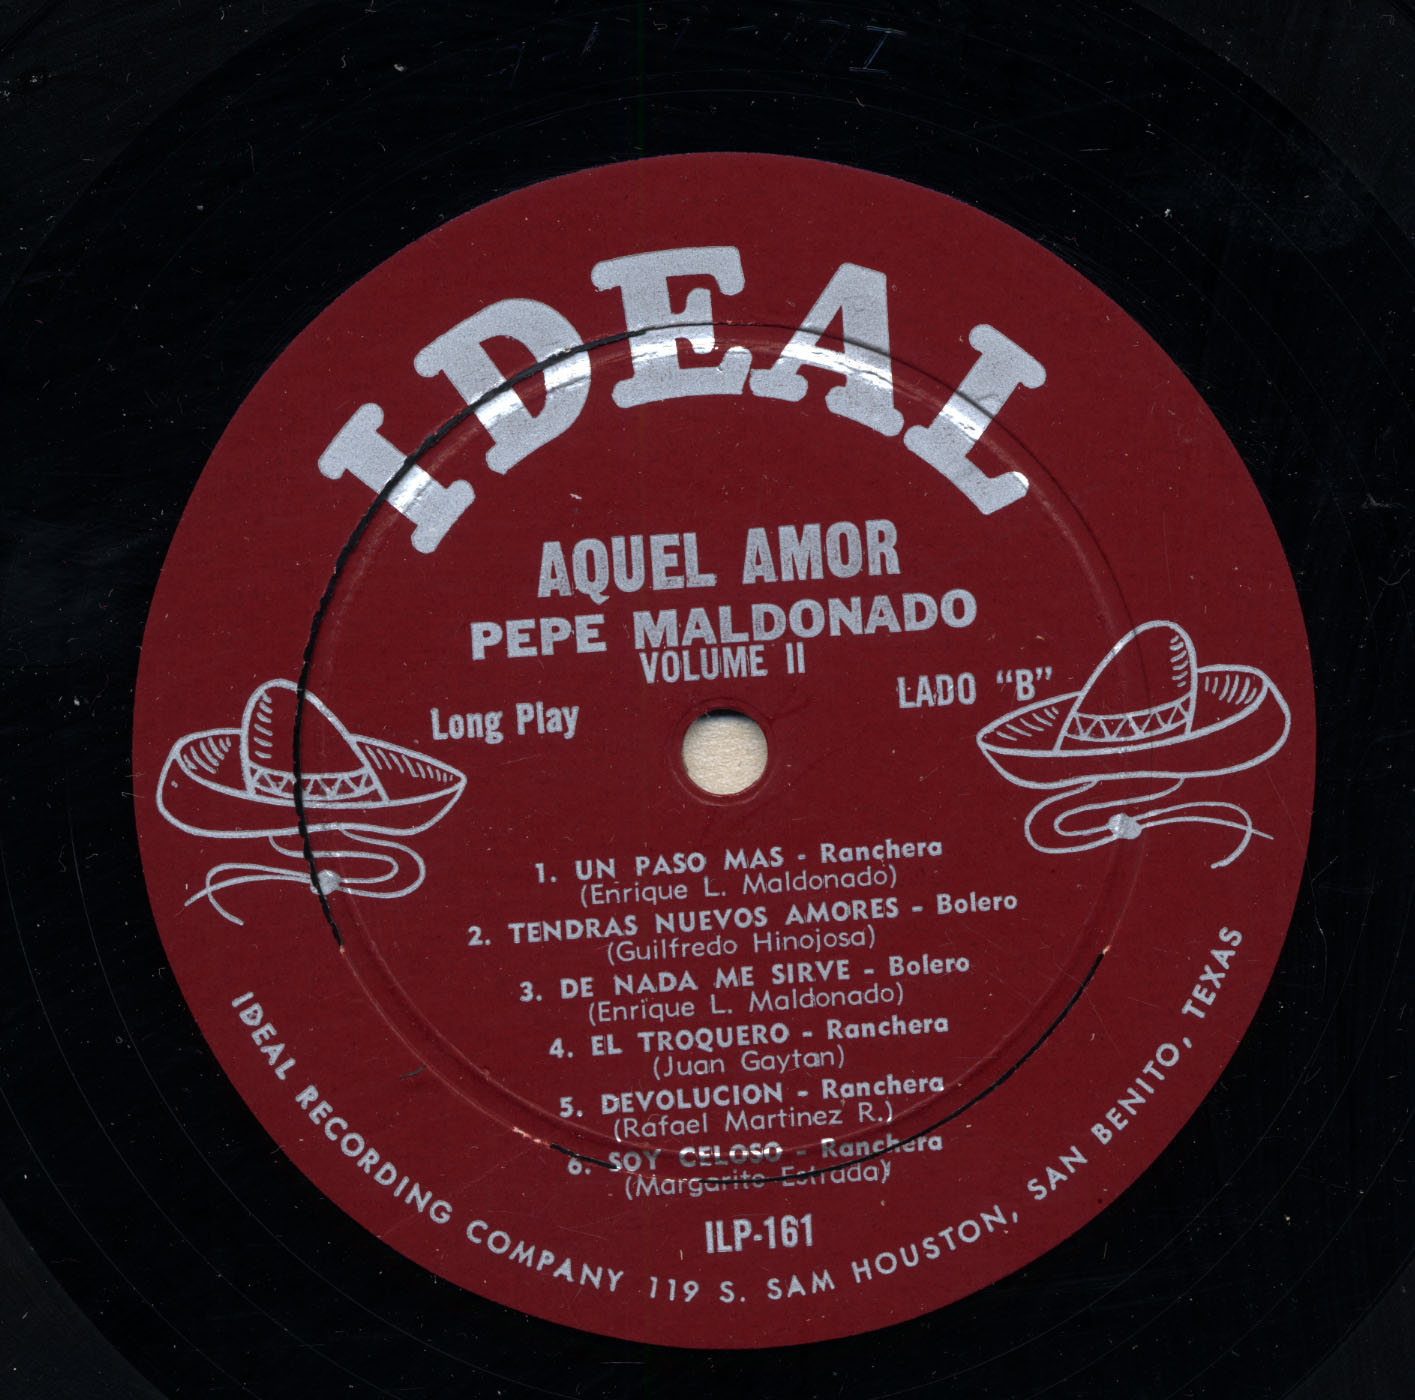 IDEAL
AQUEL AMOR
PEPE MALDONADO
VOLUME II
Long Play
LADO "B"
1. UN PASO MAS - Ranchera
(Enrique L. Maldonado)
2. TENDRAS NUEVOS AMORES - Bolero
(Guilfredo Hinojosa)
3. DE NADA ME SIRVE - Bolero
(Enrique L. Maldonado)
4. EL TROQUERO - Ranchera
(Juan Gaytan)
5. DEVOLUCION - Ranchera
(Rafael Martinez R.)
6. SOY CELOSO - Ranchera
(Margarito Estrada)
ILP-161
IDEAL RECORDING COMPANY 119 S. SAM HOUSTON, SAN BENITO, TEXAS